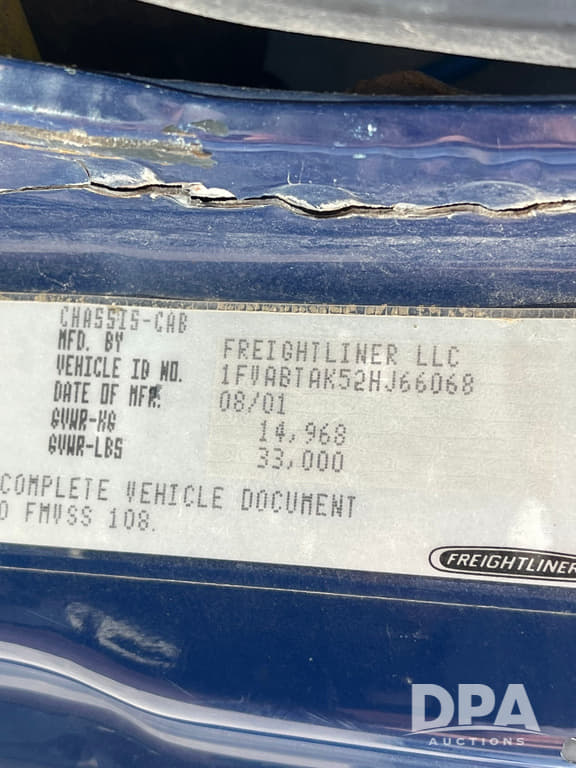 CHASSIS-CAB
MFD. BY FREIGHTLINER LLC
VEHICLE ID NO. 1FVABTAK52HJ66068
DATE OF MFR. 08/01
GVWR-KG 14,968
GVWR-LBS 33,000
COMPLETE VEHICLE DOCUMENT
O FMVSS 108.
FREIGHTLINER
DPA
AUCTIONS